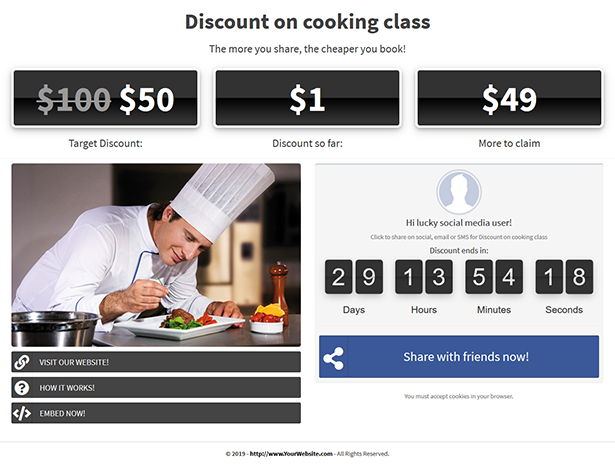 Discount on cooking class
The more you share, the cheaper you book!
$100 $50
$1
$49
Target Discount:
Discount so far:
More to claim
Hi lucky social media user!
Click to share on social, email or SMS for Discount on cooking class
Discount ends in:
29 13 54 18
Days Hours Minutes Seconds
Share with friends now!
You must accept cookies in your browser.
VISIT OUR WEBSITE!
HOW IT WORKS!
EMBED NOW!
© 2019 - http://www.YourWebsite.com - All Rights Reserved.